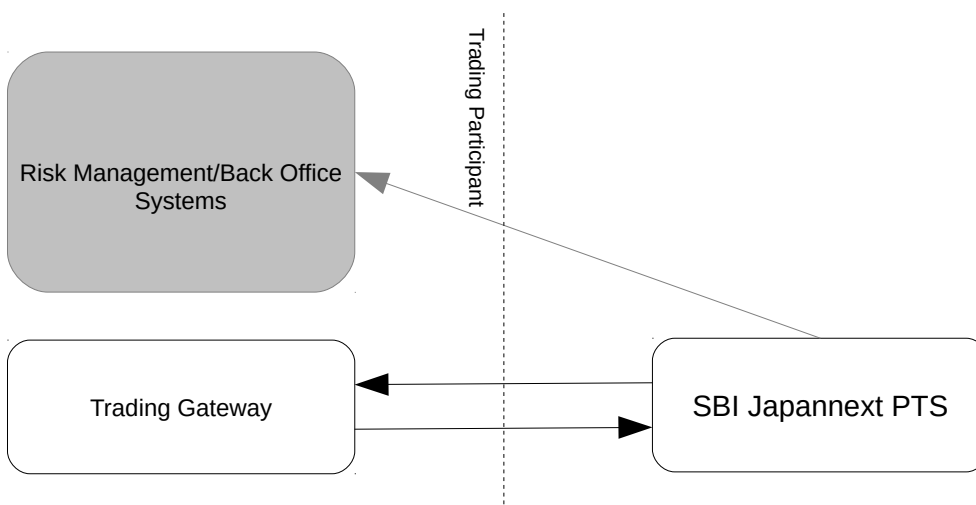 Risk Management/Back Office
Systems
Trading Participant
Trading Gateway
SBI Japannext PTS